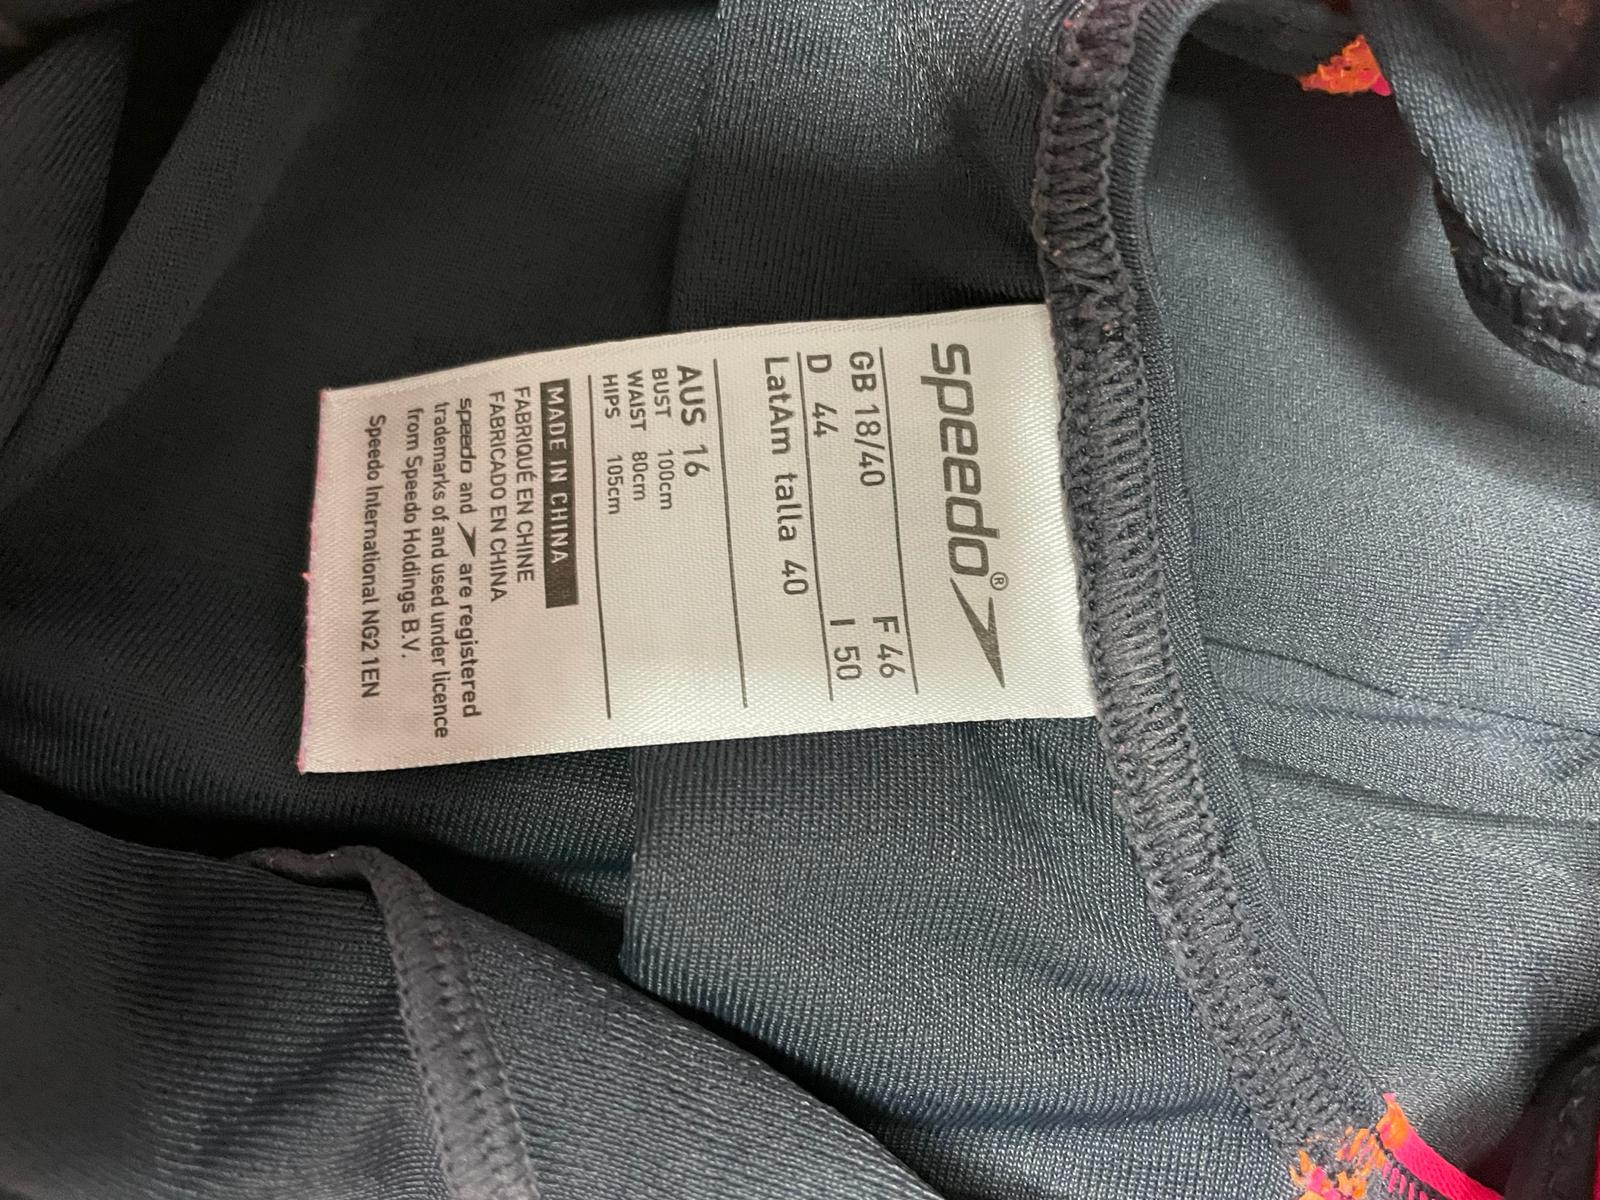 speedo®
GB 18/40 F 46
D 44 I 50
LatAm talla 40
AUS 16
BUST 100cm
WAIST 80cm
HIPS 105cm
MADE IN CHINA
FABRIQUÉ EN CHINE
FABRICADO EN CHINA
speedo and are registered
trademarks of and used under licence
from Speedo Holdings B.V.
Speedo International NG2 1EN